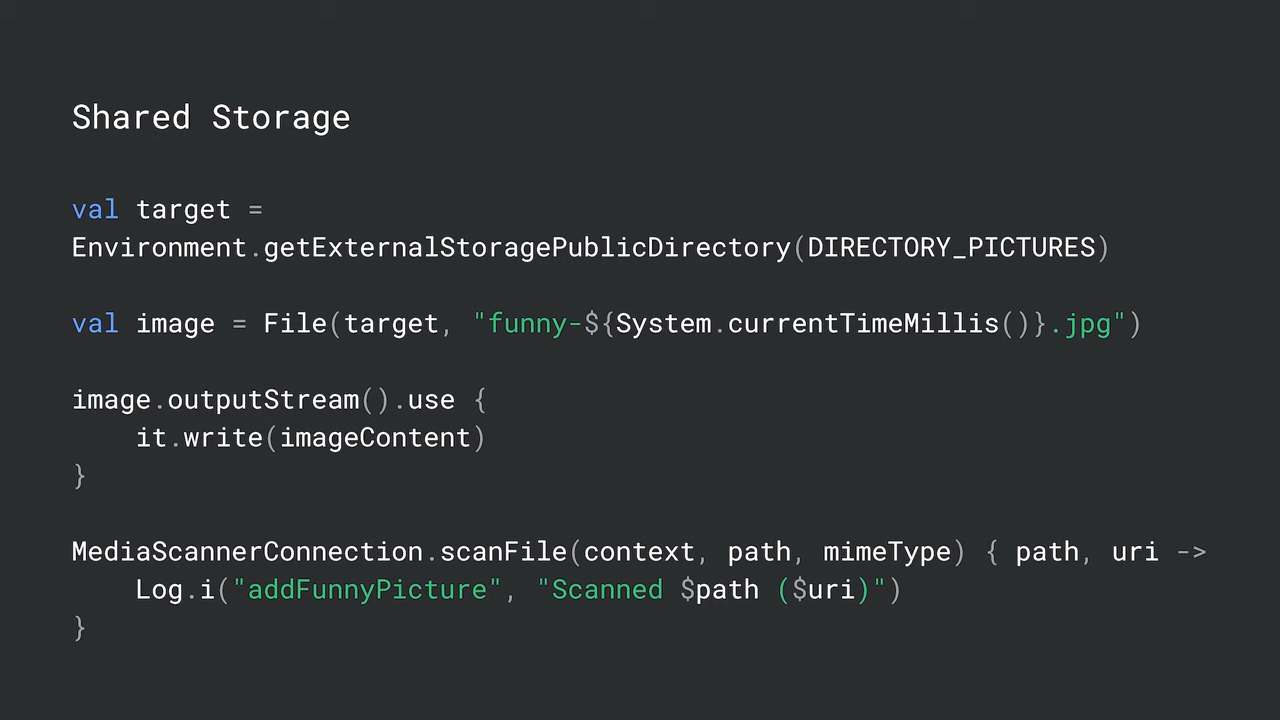 Shared Storage
val target =
Environment.getExternalStoragePublicDirectory(DIRECTORY_PICTURES)
val image = File(target, "funny-${System.currentTimeMillis()}.jpg")
image.outputStream().use {
    it.write(imageContent)
}
MediaScannerConnection.scanFile(context, path, mimeType) { path, uri ->
    Log.i("addFunnyPicture", "Scanned $path ($uri)")
}